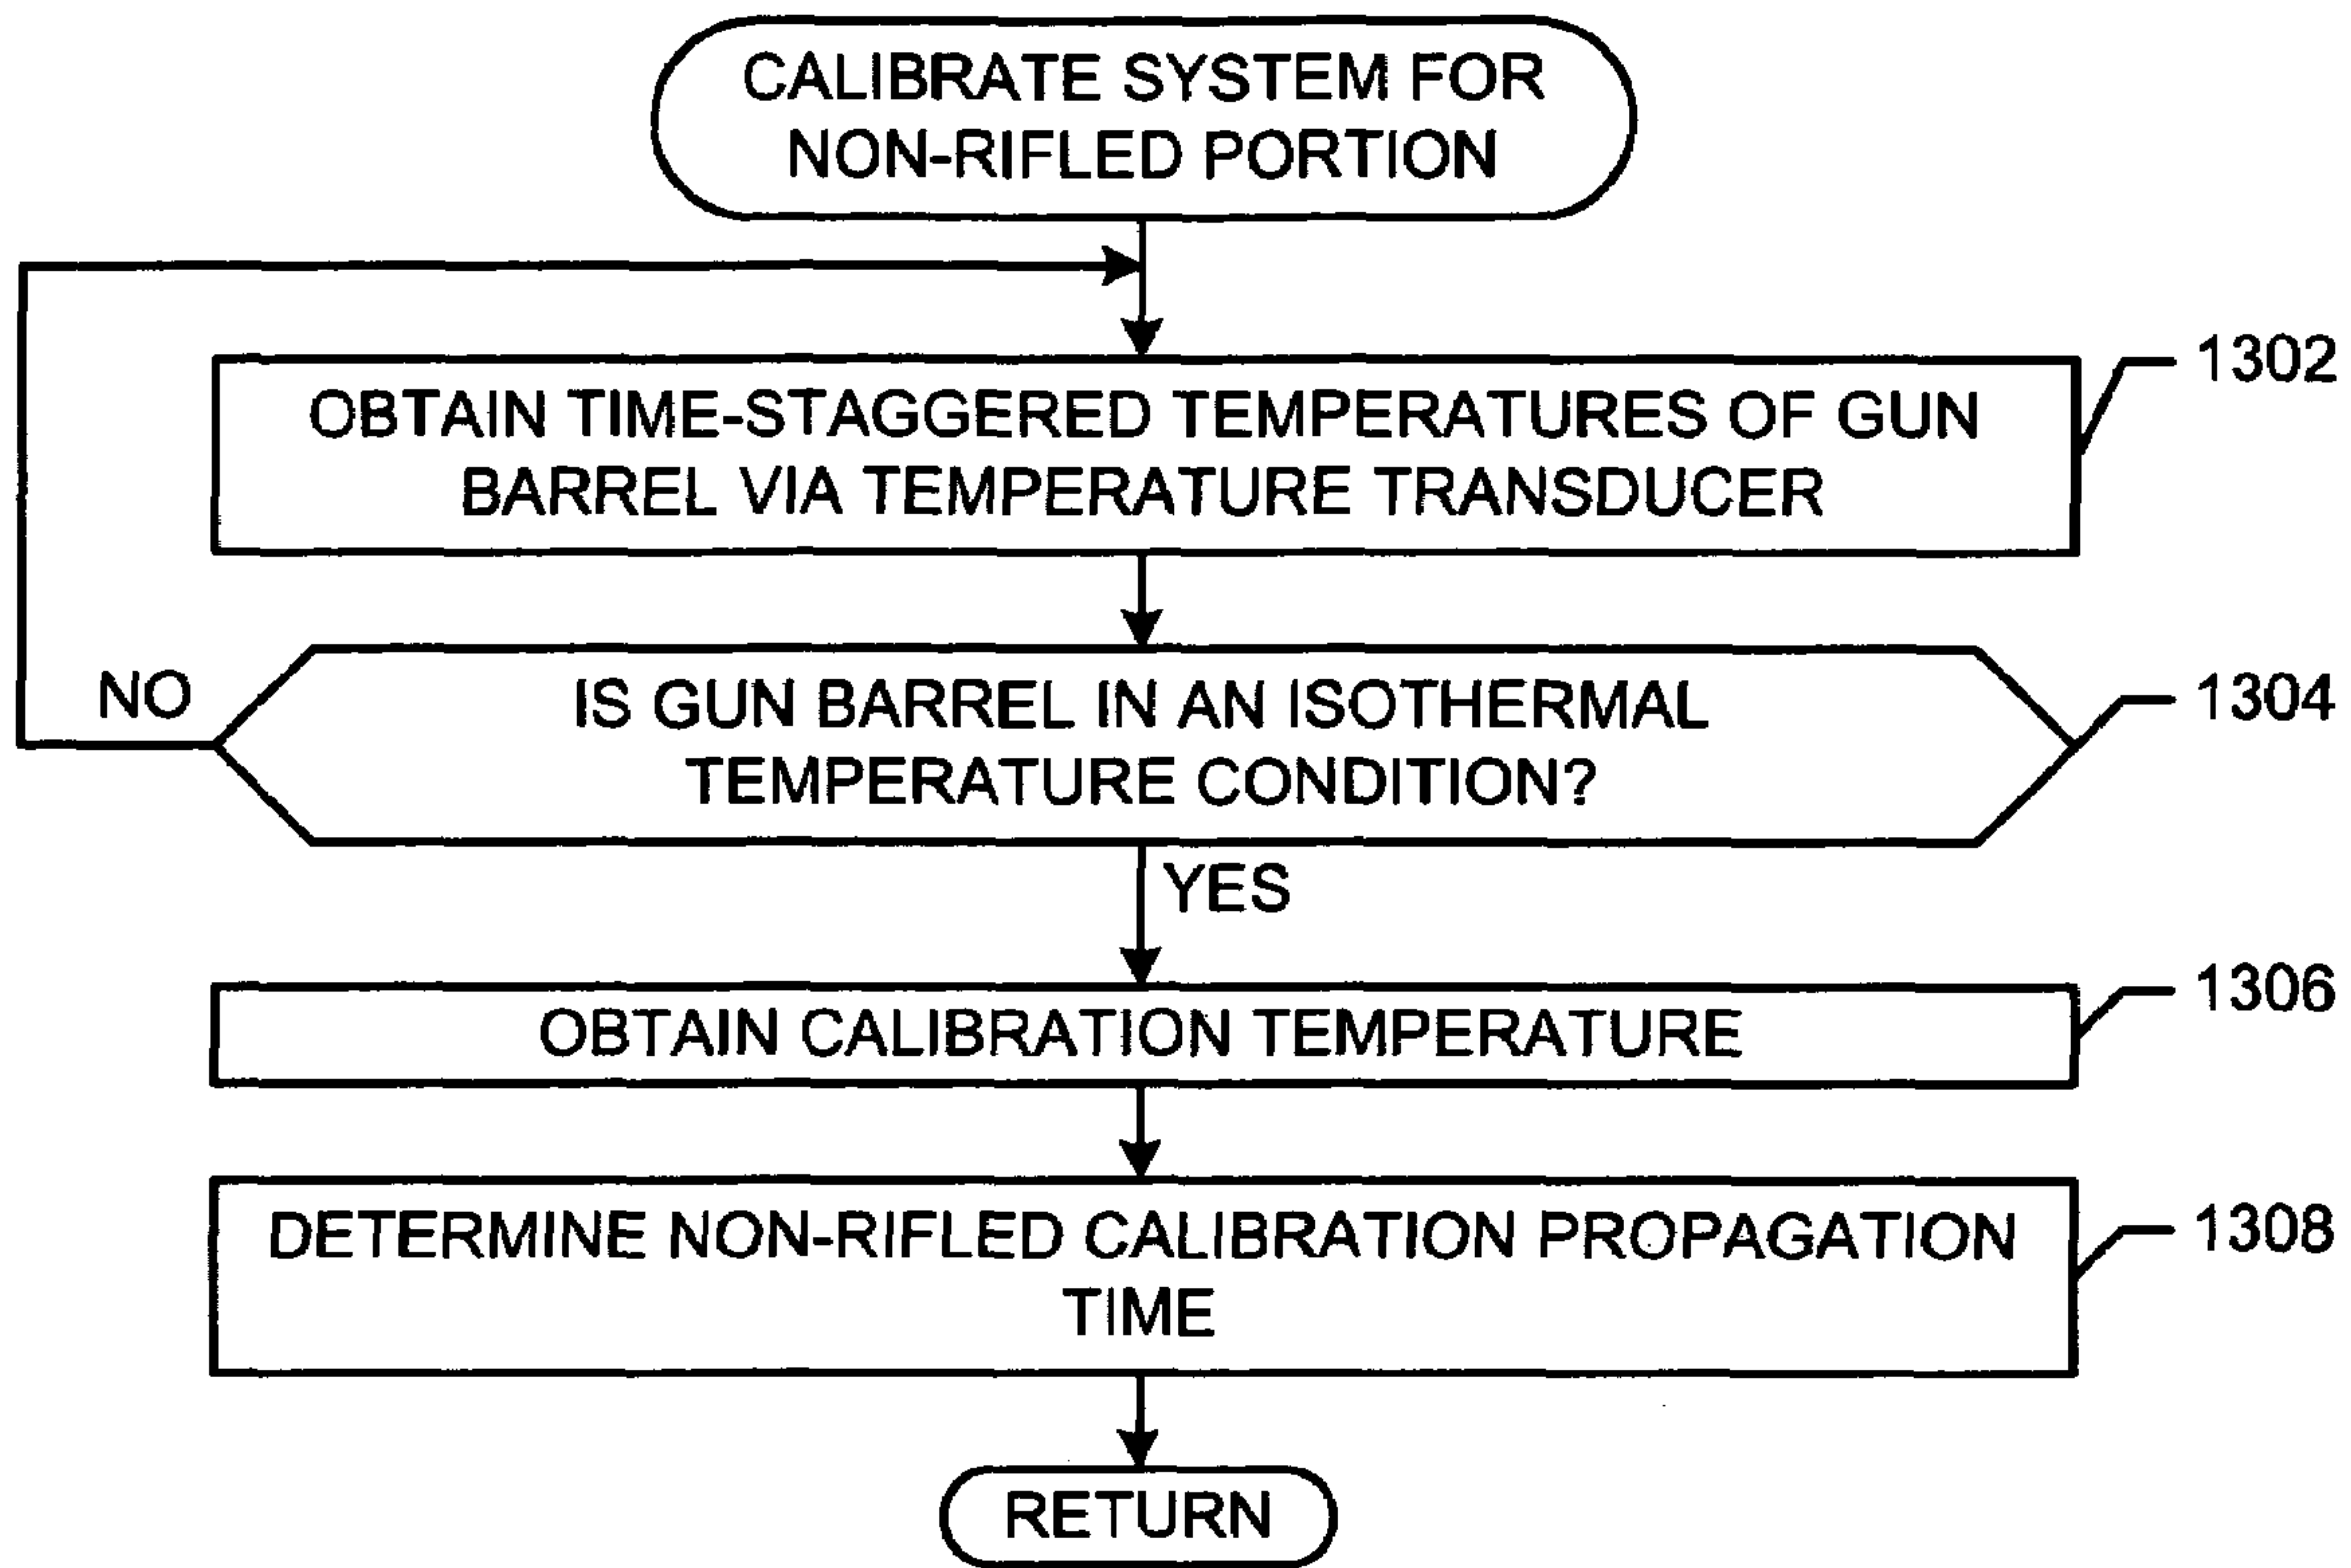 CALIBRATE SYSTEM FOR
NON-RIFLED PORTION
1302
OBTAIN TIME-STAGGERED TEMPERATURES OF GUN
BARREL VIA TEMPERATURE TRANSDUCER
NO
IS GUN BARREL IN AN ISOTHERMAL
TEMPERATURE CONDITION?
1304
YES
1306
OBTAIN CALIBRATION TEMPERATURE
DETERMINE NON-RIFLED CALIBRATION PROPAGATION
TIME
1308
RETURN